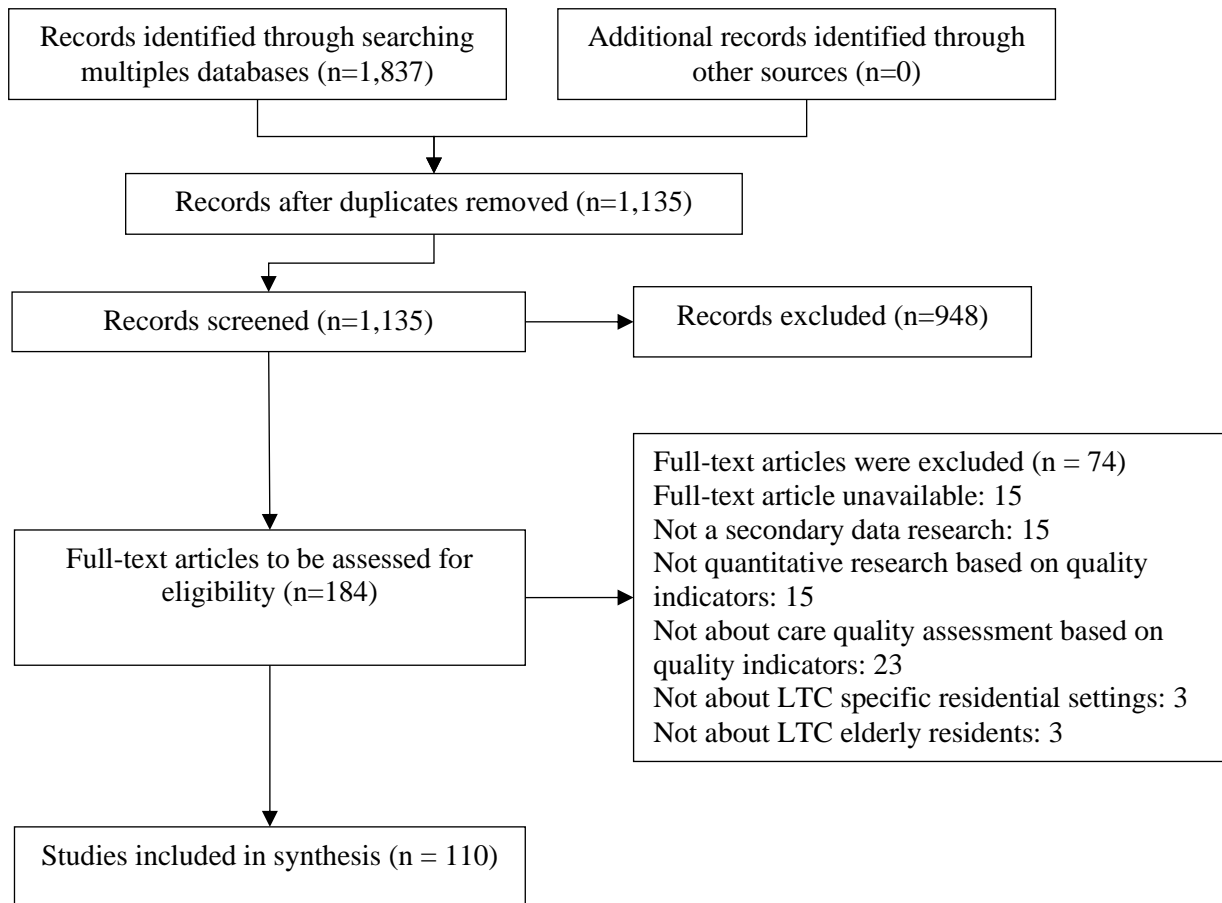 Records identified through searching
multiples databases (n=1,837)
Additional records identified through
other sources (n=0)
Records after duplicates removed (n=1,135)
Records screened (n=1,135)
Records excluded (n=948)
Full-text articles to be assessed for
eligibility (n=184)
Full-text articles were excluded (n = 74)
Full-text article unavailable: 15
Not a secondary data research: 15
Not quantitative research based on quality
indicators: 15
Not about care quality assessment based on
quality indicators: 23
Not about LTC specific residential settings: 3
Not about LTC elderly residents: 3
Studies included in synthesis (n = 110)